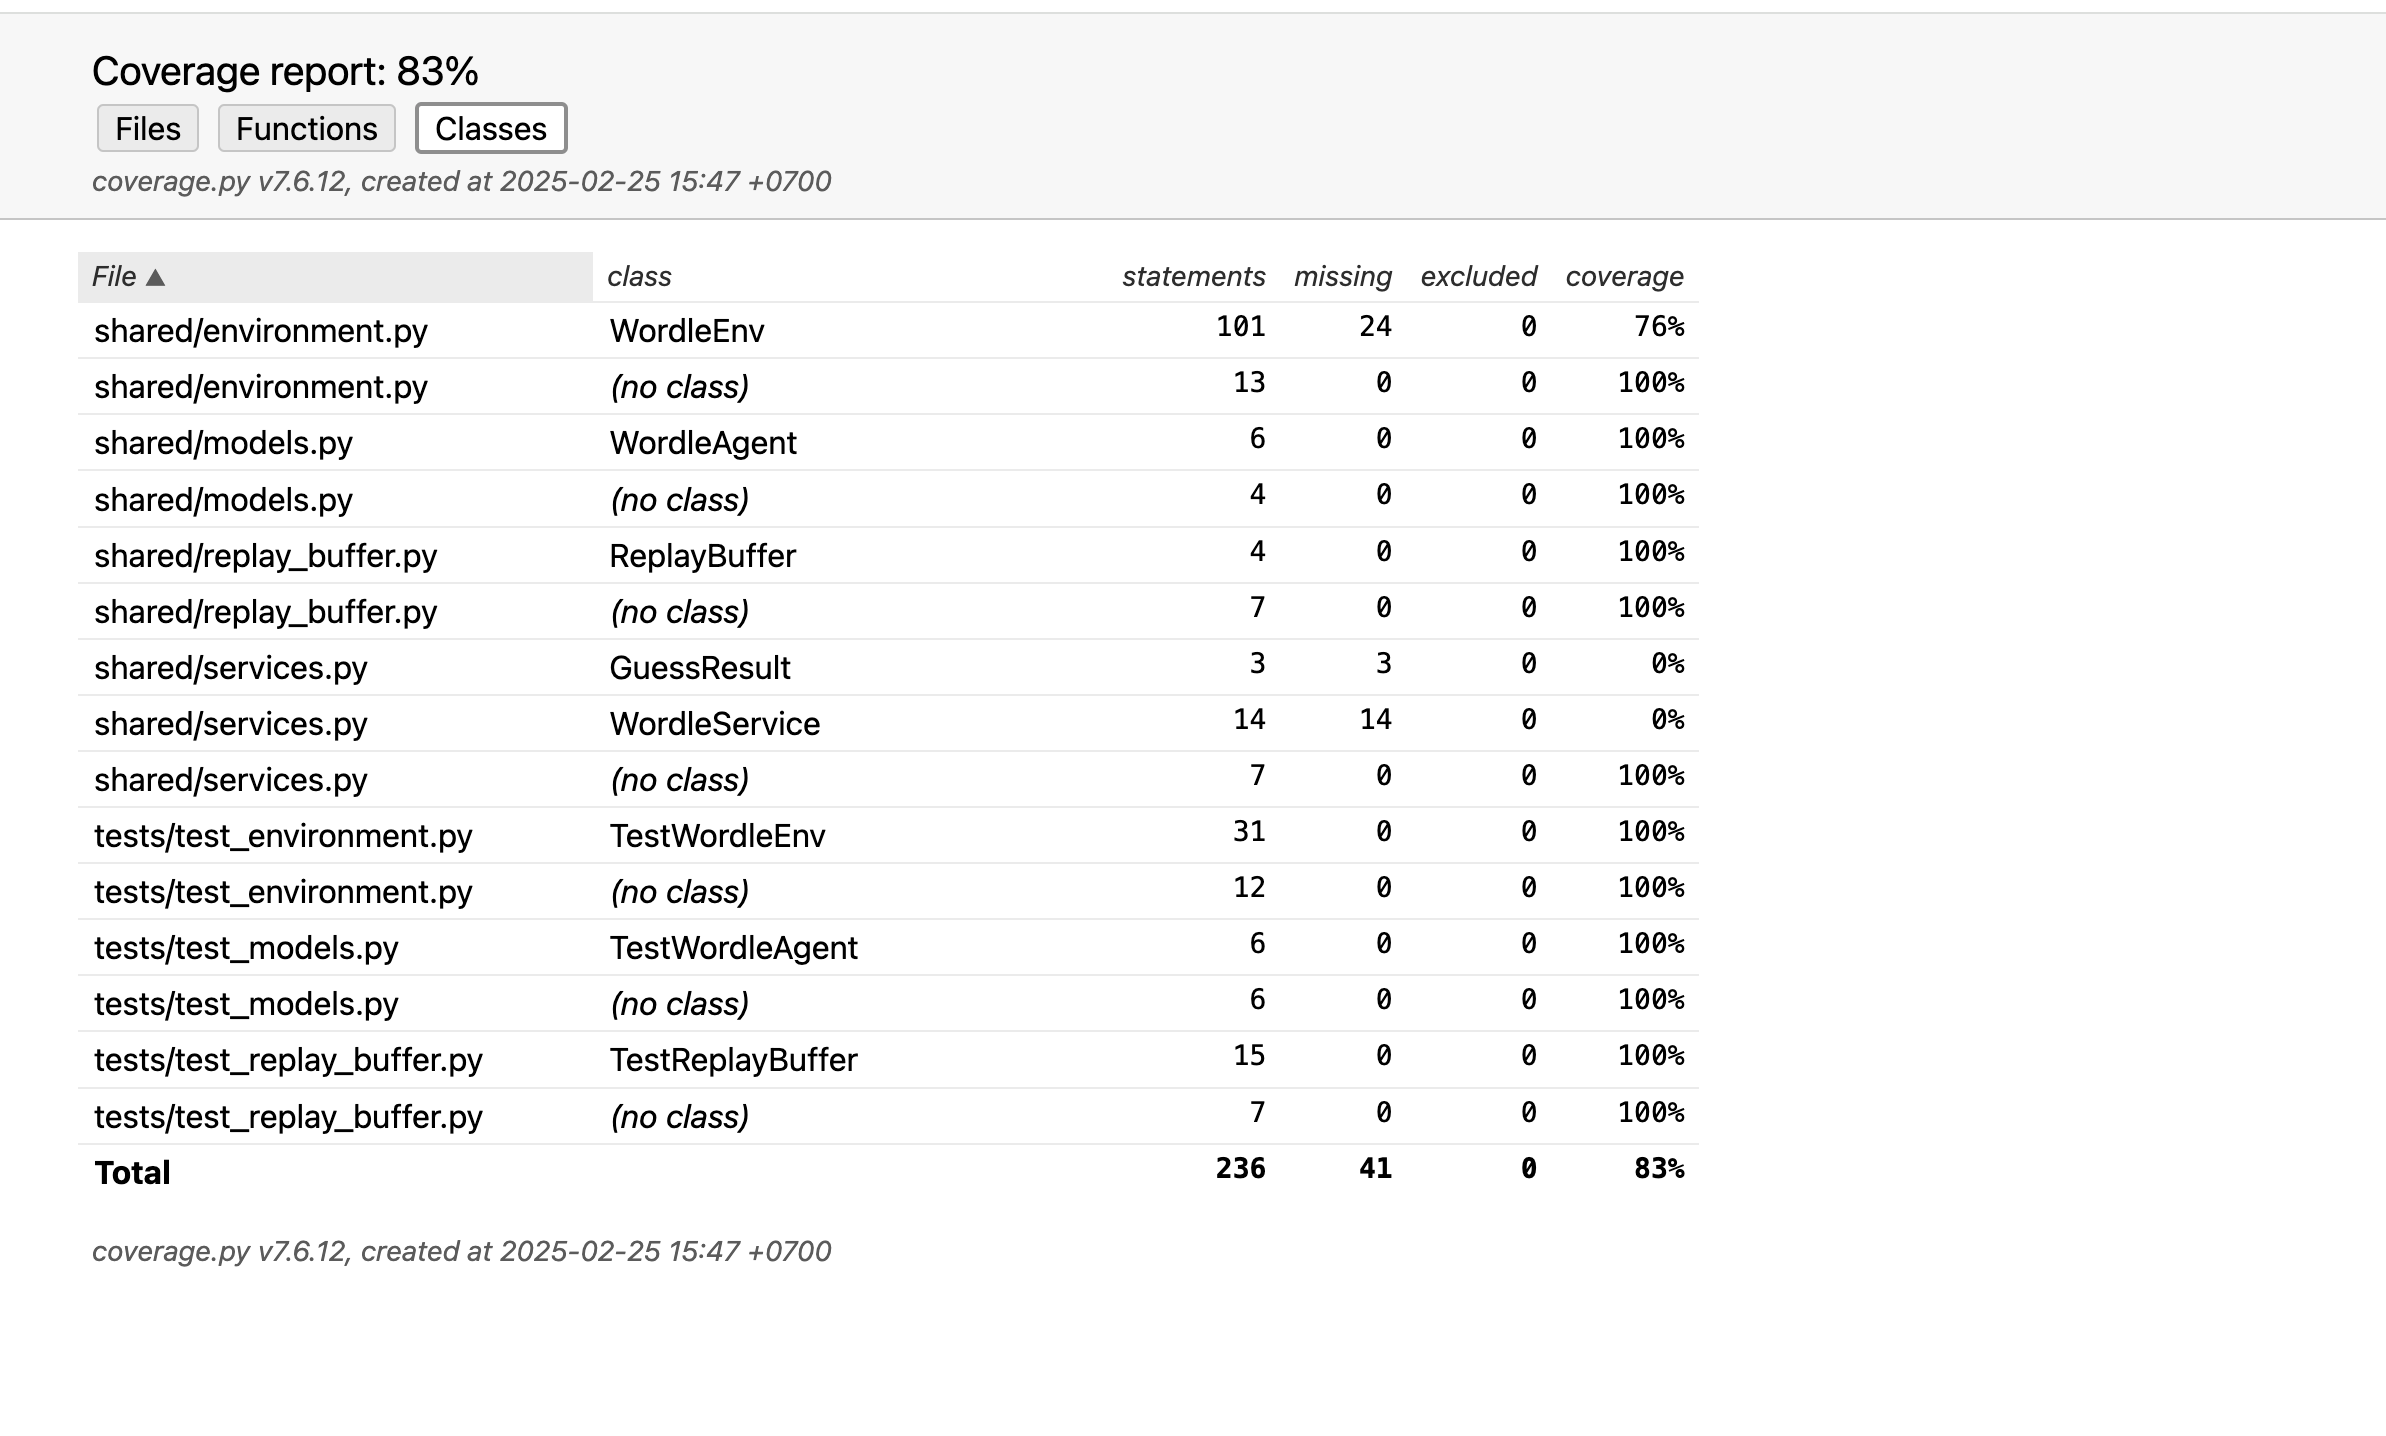 Coverage report: 83%
Files Functions Classes
coverage.py v7.6.12, created at 2025-02-25 15:47 +0700
File ▲ class statements missing excluded coverage
shared/environment.py WordleEnv 101 24 0 76%
shared/environment.py (no class) 13 0 0 100%
shared/models.py WordleAgent 6 0 0 100%
shared/models.py (no class) 4 0 0 100%
shared/replay_buffer.py ReplayBuffer 4 0 0 100%
shared/replay_buffer.py (no class) 7 0 0 100%
shared/services.py GuessResult 3 3 0 0%
shared/services.py WordleService 14 14 0 0%
shared/services.py (no class) 7 0 0 100%
tests/test_environment.py TestWordleEnv 31 0 0 100%
tests/test_environment.py (no class) 12 0 0 100%
tests/test_models.py TestWordleAgent 6 0 0 100%
tests/test_models.py (no class) 6 0 0 100%
tests/test_replay_buffer.py TestReplayBuffer 15 0 0 100%
tests/test_replay_buffer.py (no class) 7 0 0 100%
Total 236 41 0 83%
coverage.py v7.6.12, created at 2025-02-25 15:47 +0700